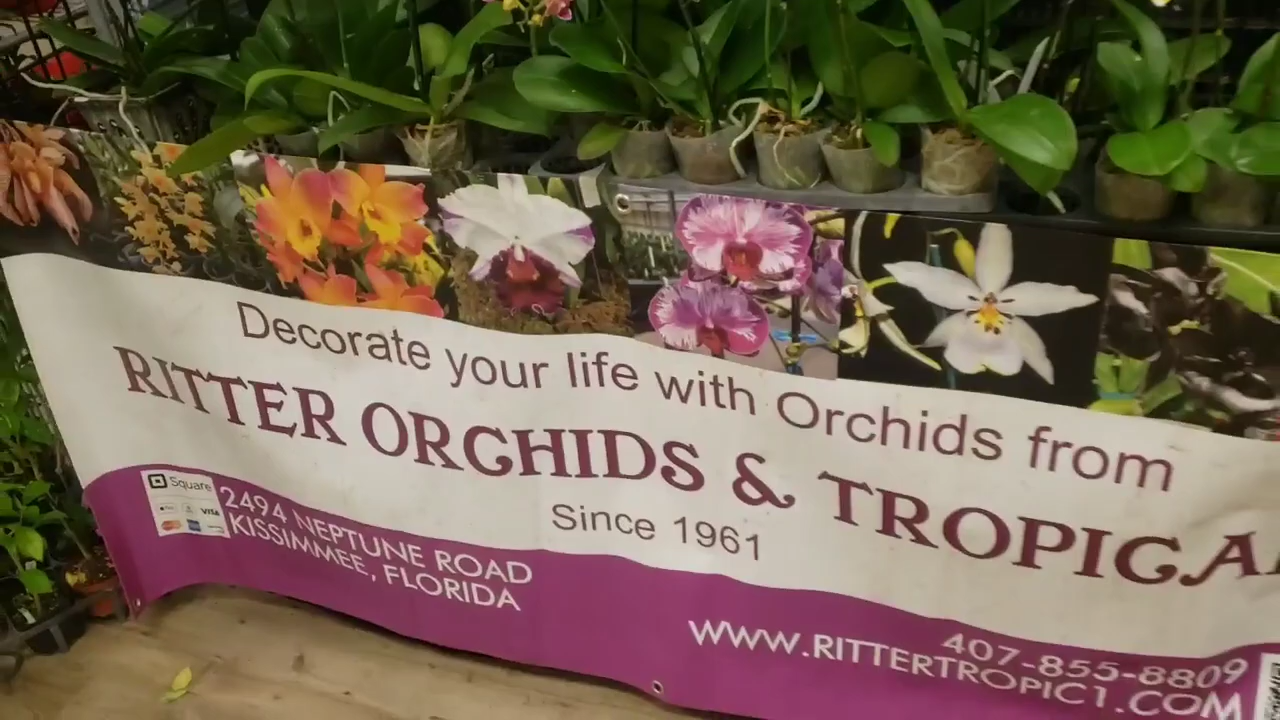 Decorate your life with Orchids from
RITTER ORCHIDS & TROPICA
Since 1961
Square
VISA
2494 NEPTUNE ROAD
KISSIMMEE, FLORIDA
407-855-8809
WWW.RITTERTROPIC1.COM